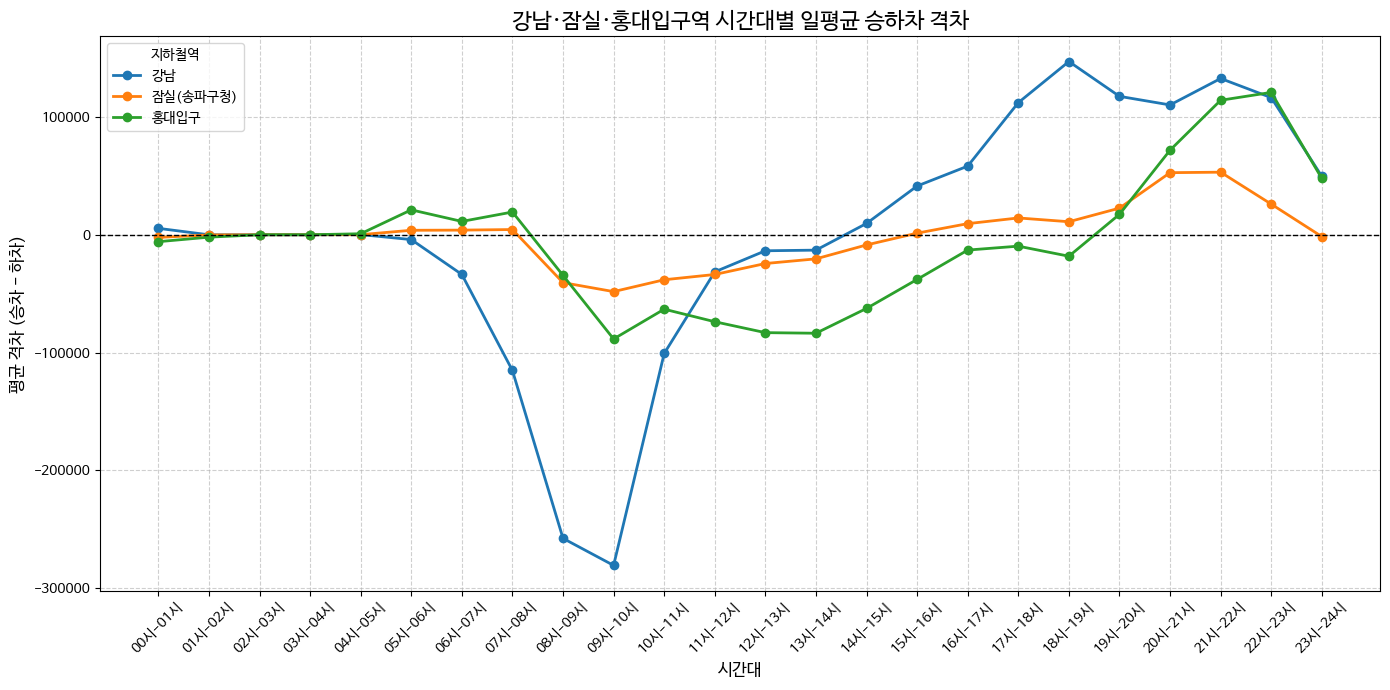 강남·잠실·홍대입구역 시간대별 일평균 승하차 격차
지하철역
강남
잠실(송파구청)
홍대입구
평균 격차 (승차 - 하차)
100000
0
-100000
-200000
-300000
00시-01시
01시-02시
02시-03시
03시-04시
04시-05시
05시-06시
06시-07시
07시-08시
08시-09시
09시-10시
10시-11시
11시-12시
12시-13시
13시-14시
14시-15시
15시-16시
16시-17시
17시-18시
18시-19시
19시-20시
20시-21시
21시-22시
22시-23시
23시-24시
시간대